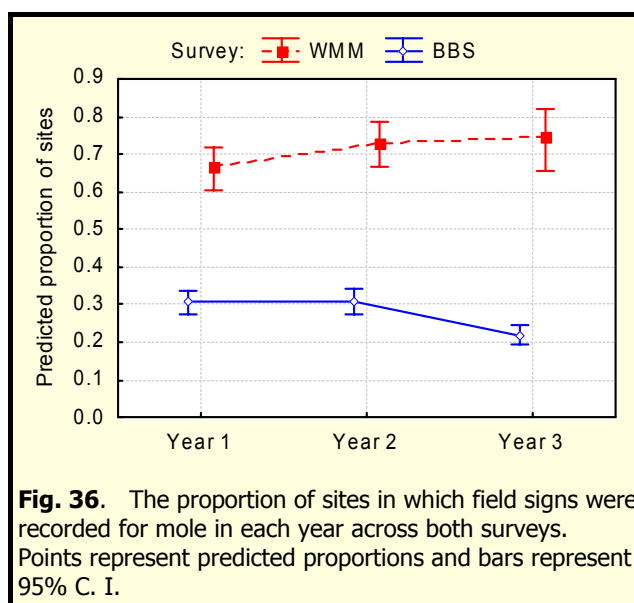 Survey: WMM BBS
0.9
0.8
0.7
0.6
0.5
0.4
0.3
0.2
0.1
0.0
Predicted proportion of sites
Year 1 Year 2 Year 3
Fig. 36. The proportion of sites in which field signs were
recorded for mole in each year across both surveys.
Points represent predicted proportions and bars represent
95% C. I.